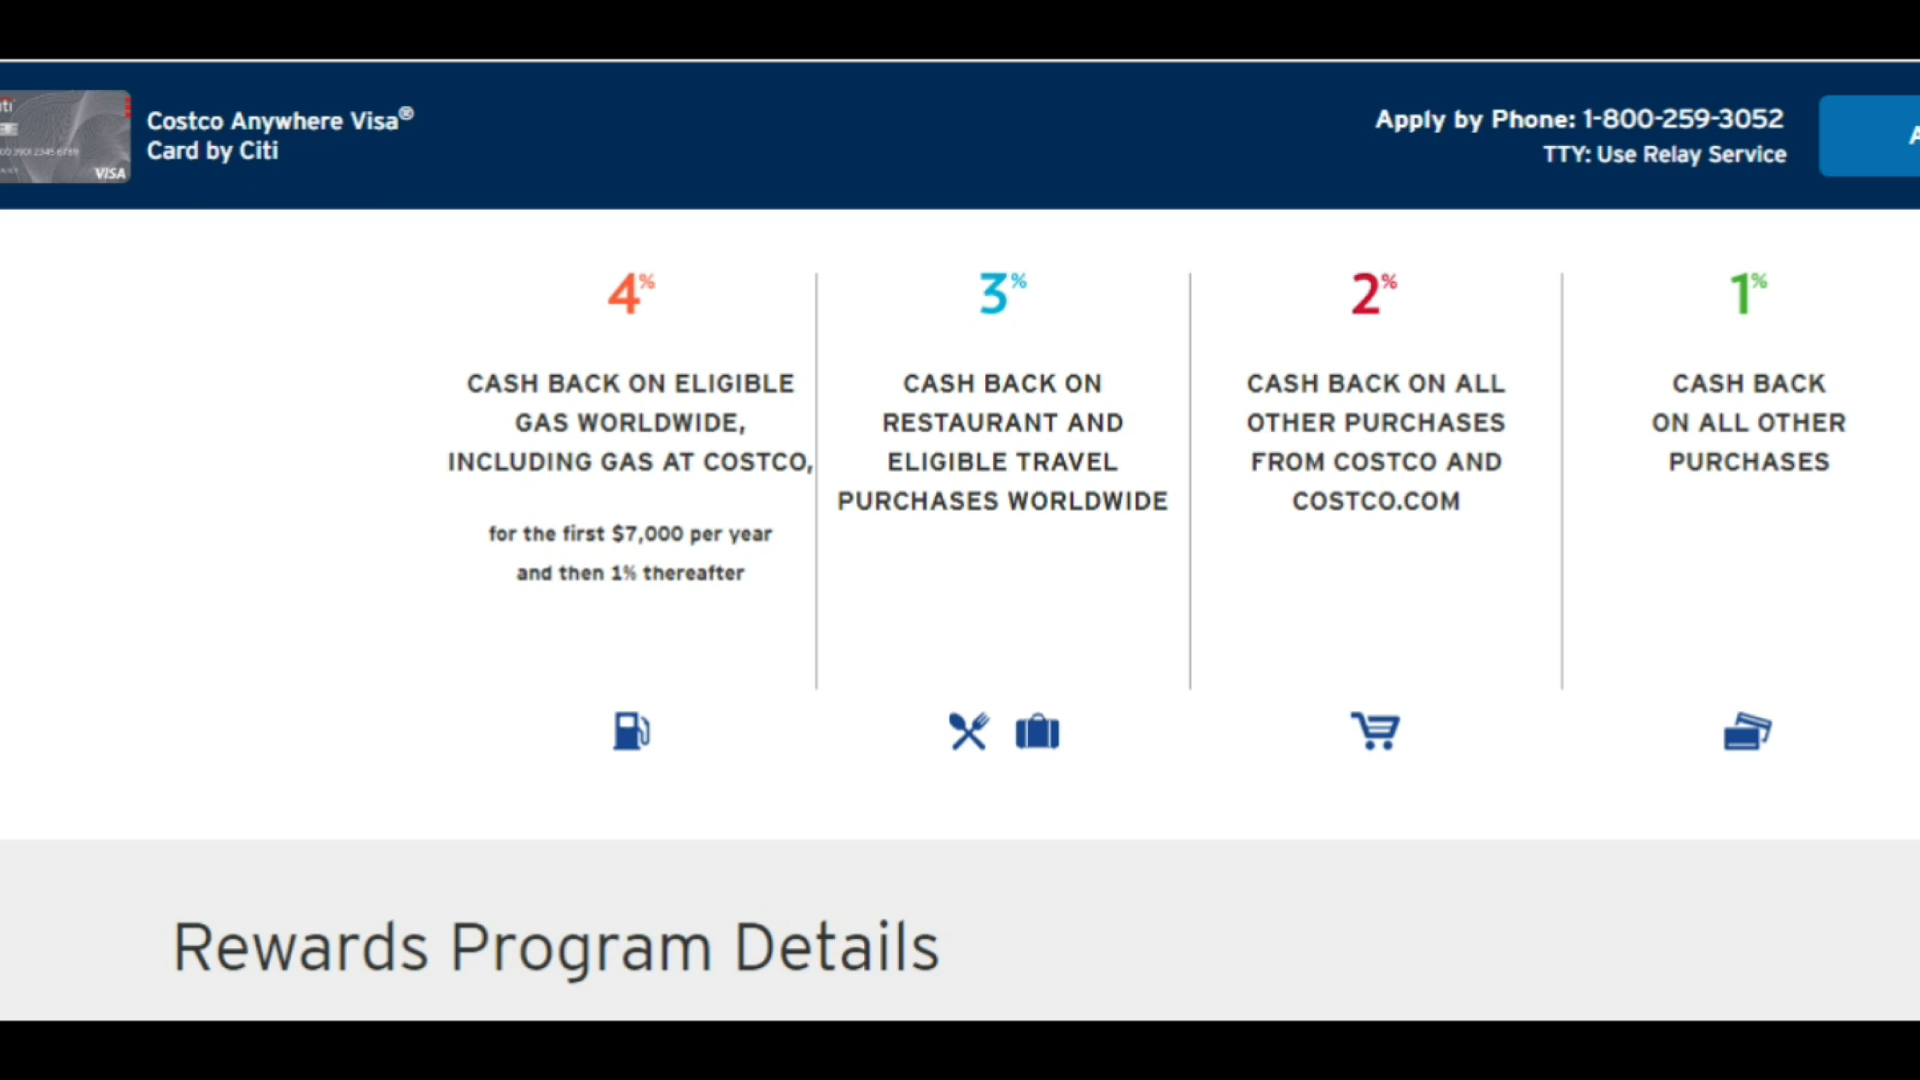 Costco Anywhere Visa®
Card by Citi
VISA
Apply by Phone: 1-800-259-3052
TTY: Use Relay Service
4%
CASH BACK ON ELIGIBLE
GAS WORLDWIDE,
INCLUDING GAS AT COSTCO,
for the first $7,000 per year
and then 1% thereafter
3%
CASH BACK ON
RESTAURANT AND
ELIGIBLE TRAVEL
PURCHASES WORLDWIDE
2%
CASH BACK ON ALL
OTHER PURCHASES
FROM COSTCO AND
COSTCO.COM
1%
CASH BACK
ON ALL OTHER
PURCHASES
Rewards Program Details